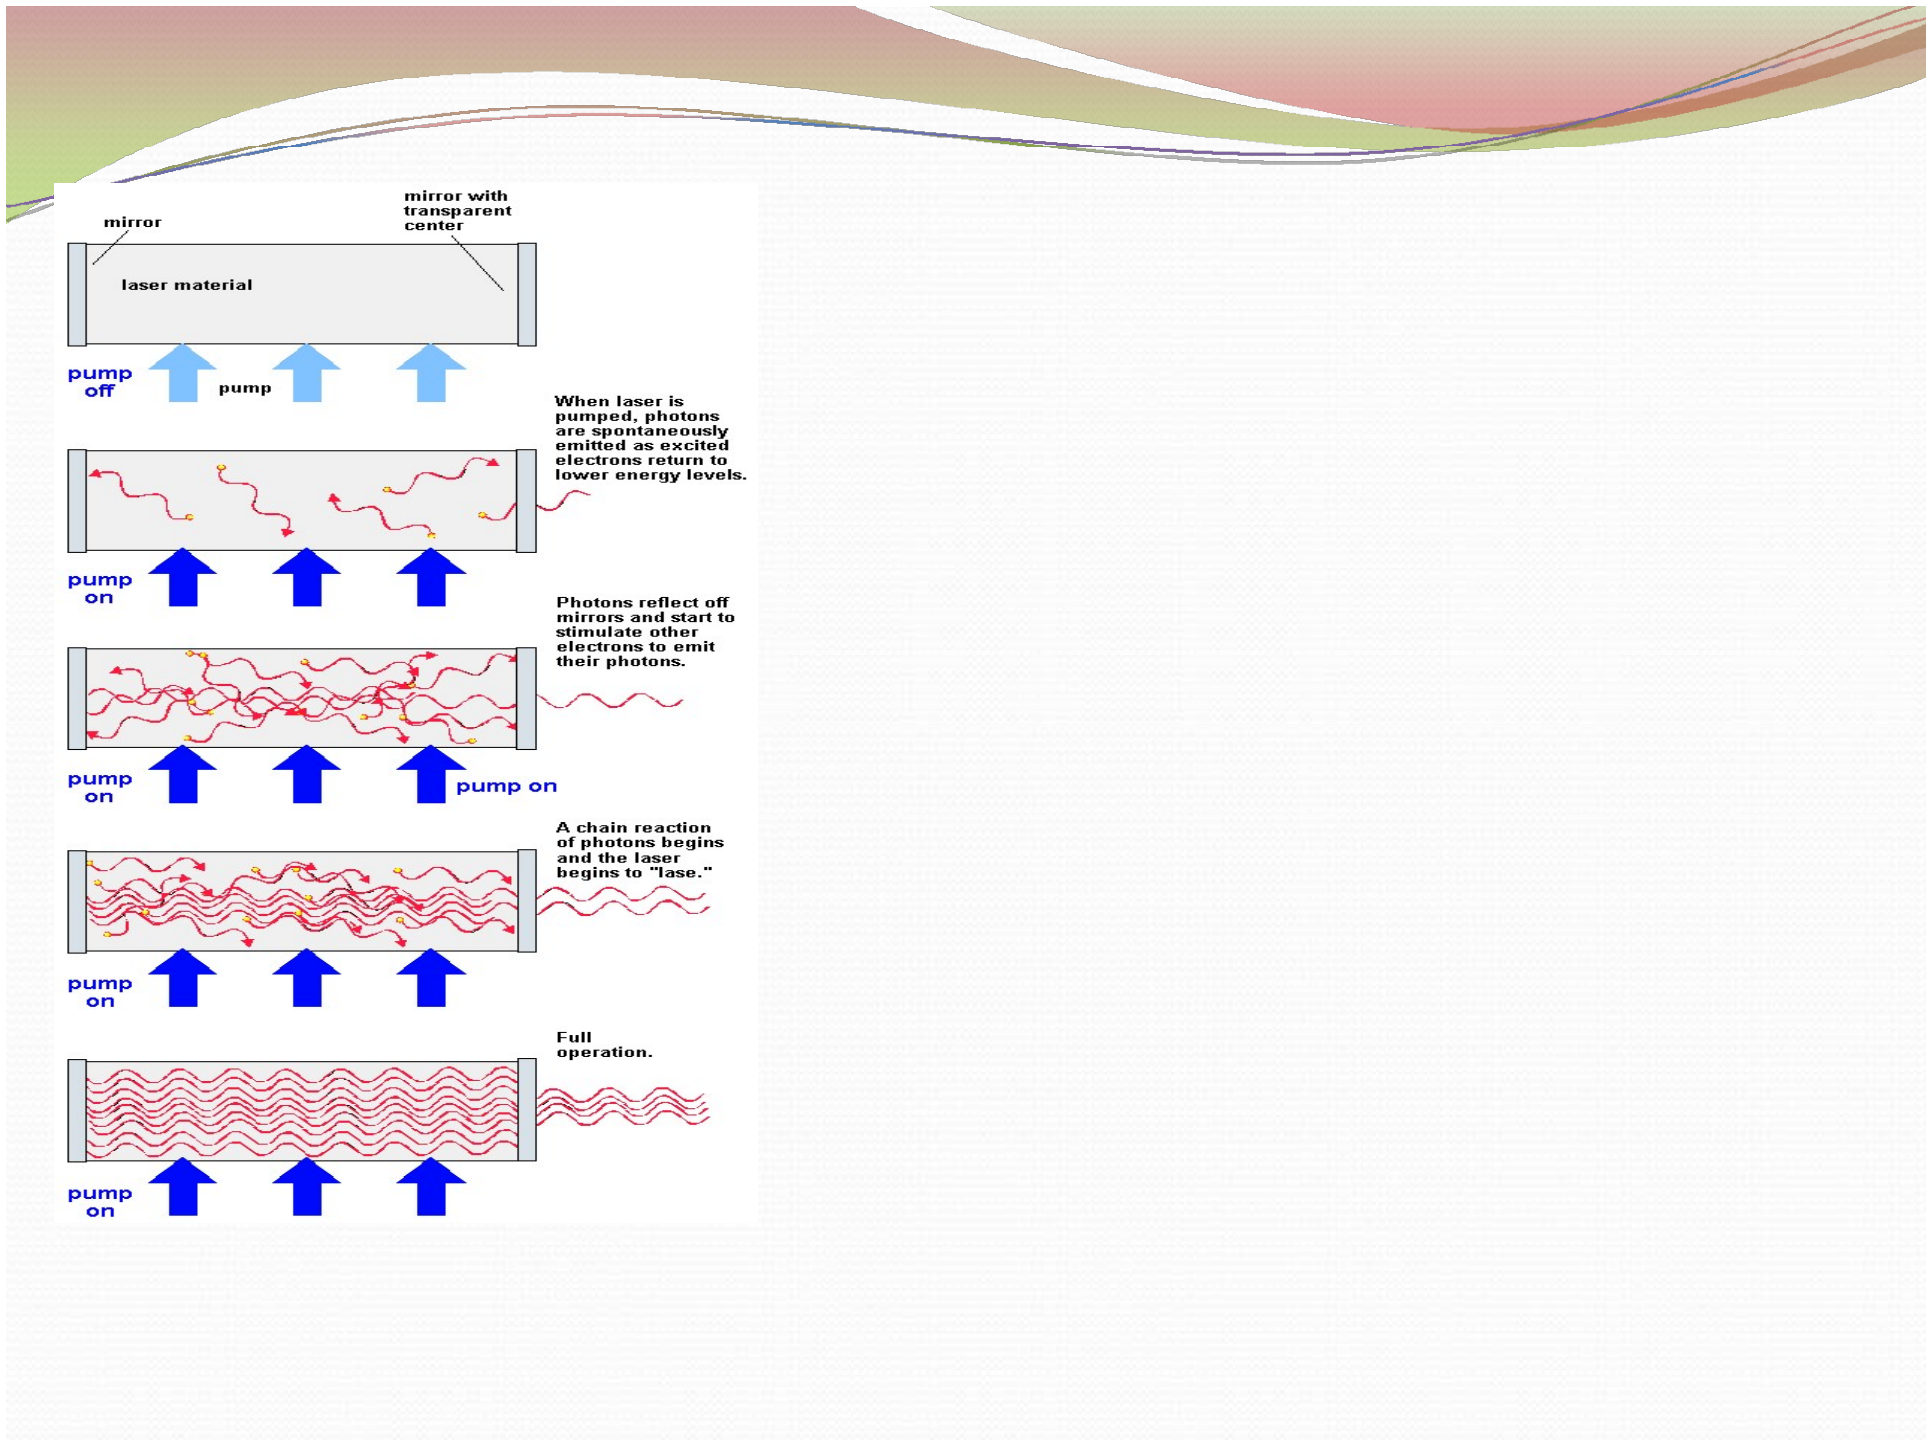 mirror
mirror with
transparent
center
laser material
pump
off
pump
When laser is
pumped, photons
are spontaneously
emitted as excited
electrons return to
lower energy levels.
pump
on
Photons reflect off
mirrors and start to
stimulate other
electrons to emit
their photons.
pump
on
pump on
A chain reaction
of photons begins
and the laser
begins to "lase."
pump
on
Full
operation.
pump
on